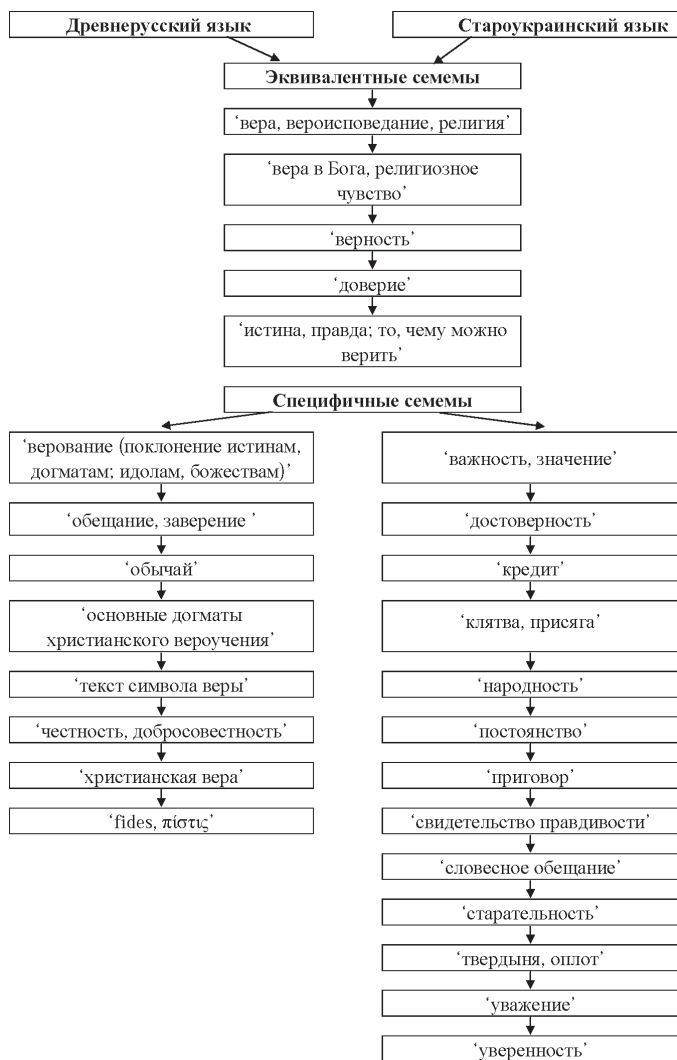 Древнерусский язык
Староукраинский язык
Эквивалентные семемы
‘вера, вероисповедание, религия’
‘вера в Бога, религиозное
чувство’
‘верность’
‘доверие’
‘истина, правда; то, чему можно
верить’
Специфичные семемы
‘верование (поклонение истинам,
догматам; идолам, божествам)’
‘обещание, заверение ’
‘обычай’
‘основные догматы
христианского вероучения’
‘текст символа веры’
‘честность, добросовестность’
‘христианская вера’
‘fides, πίστις’
‘важность, значение’
‘достоверность’
‘кредит’
‘клятва, присяга’
‘народность’
‘постоянство’
‘приговор’
‘свидетельство правдивости’
‘словесное обещание’
‘старательность’
‘твердыня, оплот’
‘уважение’
‘уверенность’